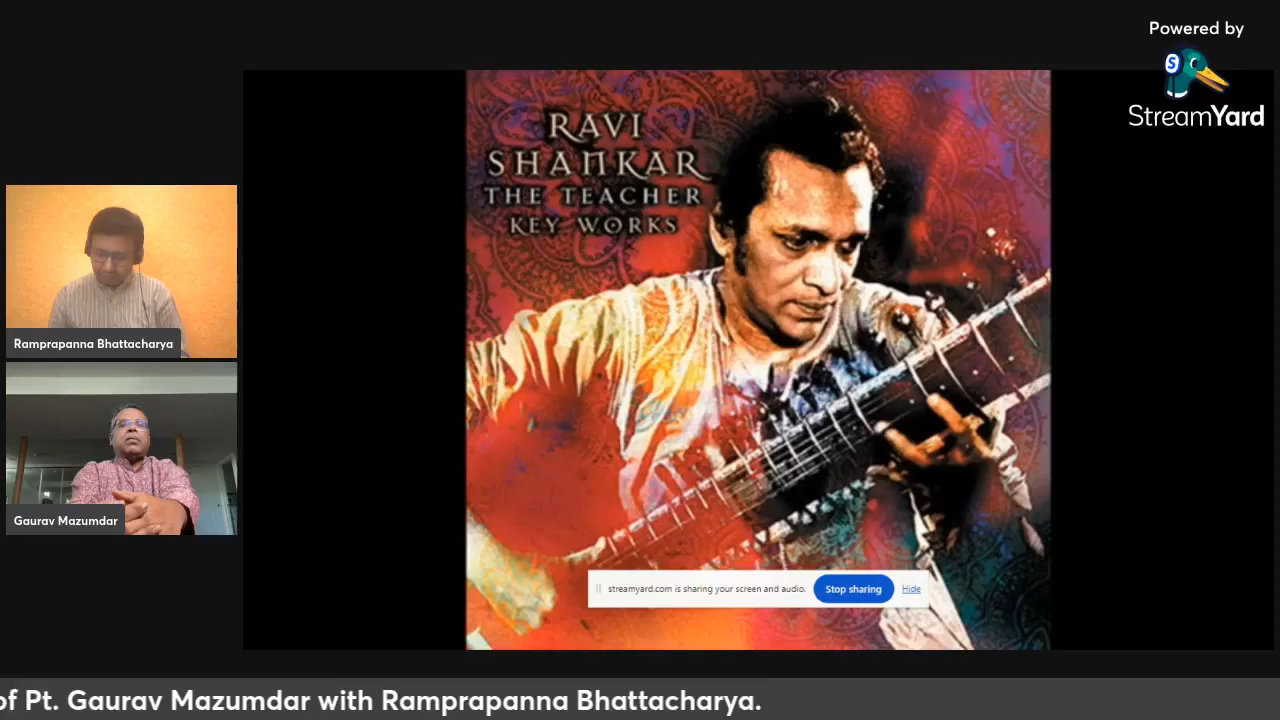 Powered by
S
StreamYard
RAVI
SHANKAR
THE TEACHER
KEY WORKS
Ramprapanna Bhattacharya
Gaurav Mazumdar
streamyard.com is sharing your screen and audio.
Stop sharing
Hide
of Pt. Gaurav Mazumdar with Ramprapanna Bhattacharya.